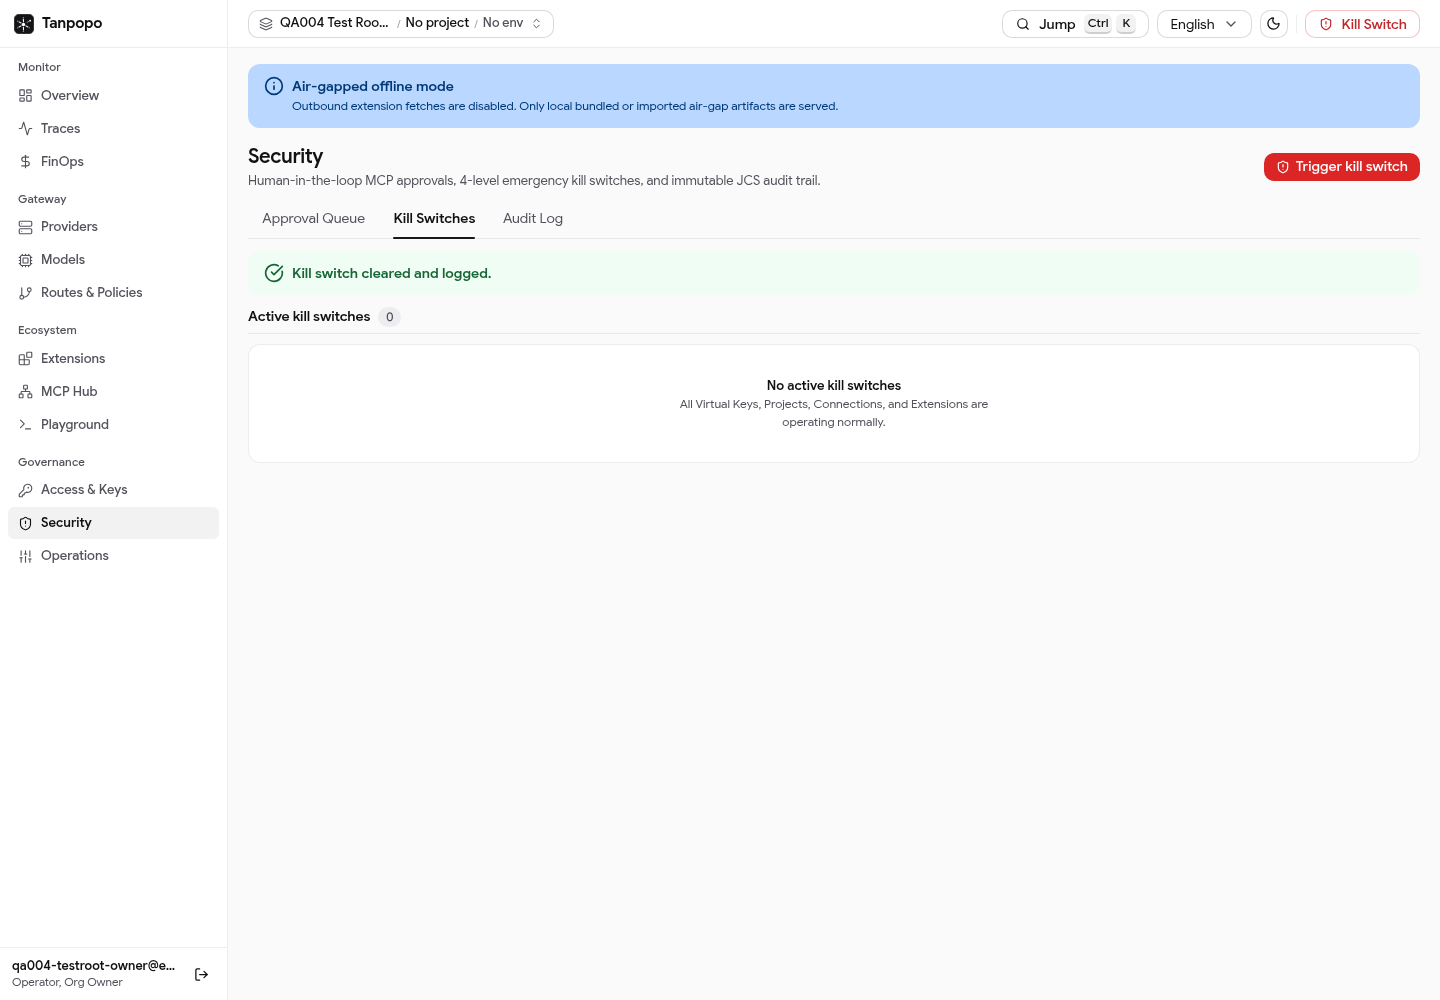 Tanpopo
QA004 Test Roo... / No project / No env
Jump Ctrl K
English
Kill Switch
Monitor
Overview
Traces
FinOps
Gateway
Providers
Models
Routes & Policies
Ecosystem
Extensions
MCP Hub
Playground
Governance
Access & Keys
Security
Operations
qa004-testroot-owner@e...
Operator, Org Owner
Air-gapped offline mode
Outbound extension fetches are disabled. Only local bundled or imported air-gap artifacts are served.
Security
Human-in-the-loop MCP approvals, 4-level emergency kill switches, and immutable JCS audit trail.
Trigger kill switch
Approval Queue Kill Switches Audit Log
Kill switch cleared and logged.
Active kill switches 0
No active kill switches
All Virtual Keys, Projects, Connections, and Extensions are
operating normally.